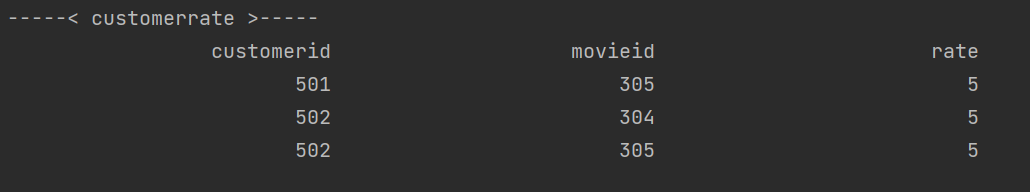 -----< customerrate >-----
customerid movieid rate
501 305 5
502 304 5
502 305 5